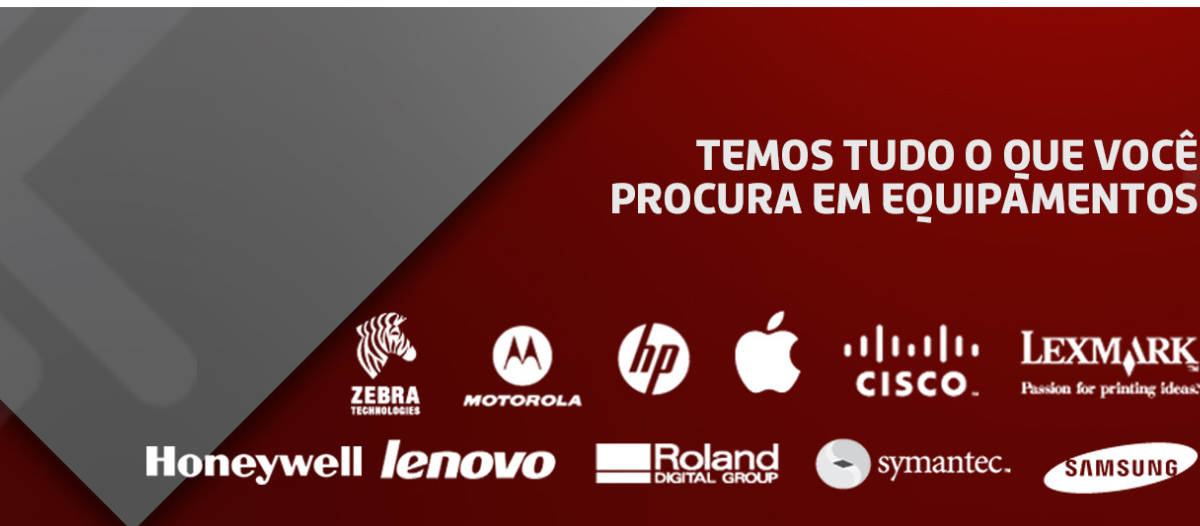 TEMOS TUDO O QUE VOCÊ
PROCURA EM EQUIPAMENTOS
ZEBRA
TECHNOLOGIES
MOTOROLA
hp
CISCO
LEXMARK
Passion for printing ideas
Honeywell
lenovo
Roland
DIGITAL GROUP
symantec.
SAMSUNG